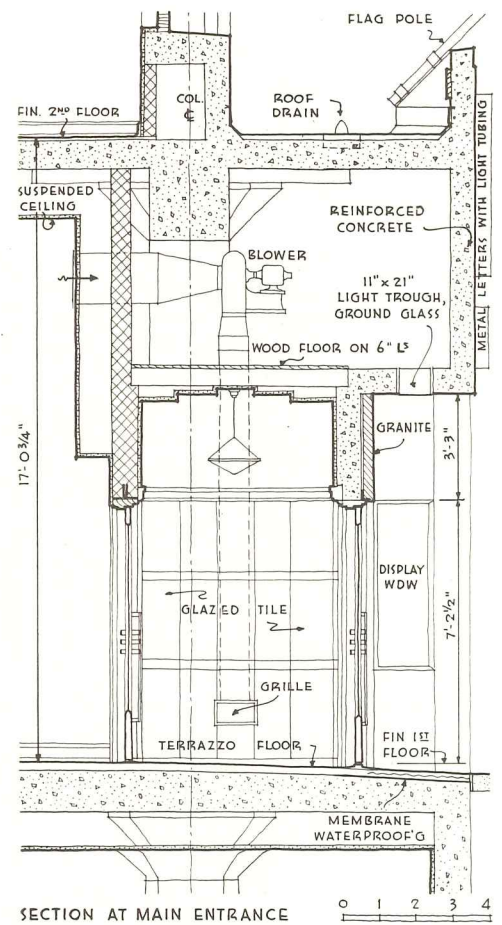 FLAG POLE
COL.
℄
ROOF
DRAIN
FIN. 2ND FLOOR
METAL LETTERS WITH LIGHT TUBING
SUSPENDED
CEILING
REINFORCED
CONCRETE
BLOWER
11" x 21"
LIGHT TROUGH,
GROUND GLASS
WOOD FLOOR ON 6" LS
GRANITE
3'-3"
17'-0 3/4"
DISPLAY
WDW
GLAZED TILE
7'-2 1/2"
GRILLE
TERRAZZO FLOOR
FIN 1ST
FLOOR
MEMBRANE
WATERPROOF'G
SECTION AT MAIN ENTRANCE
0 1 2 3 4